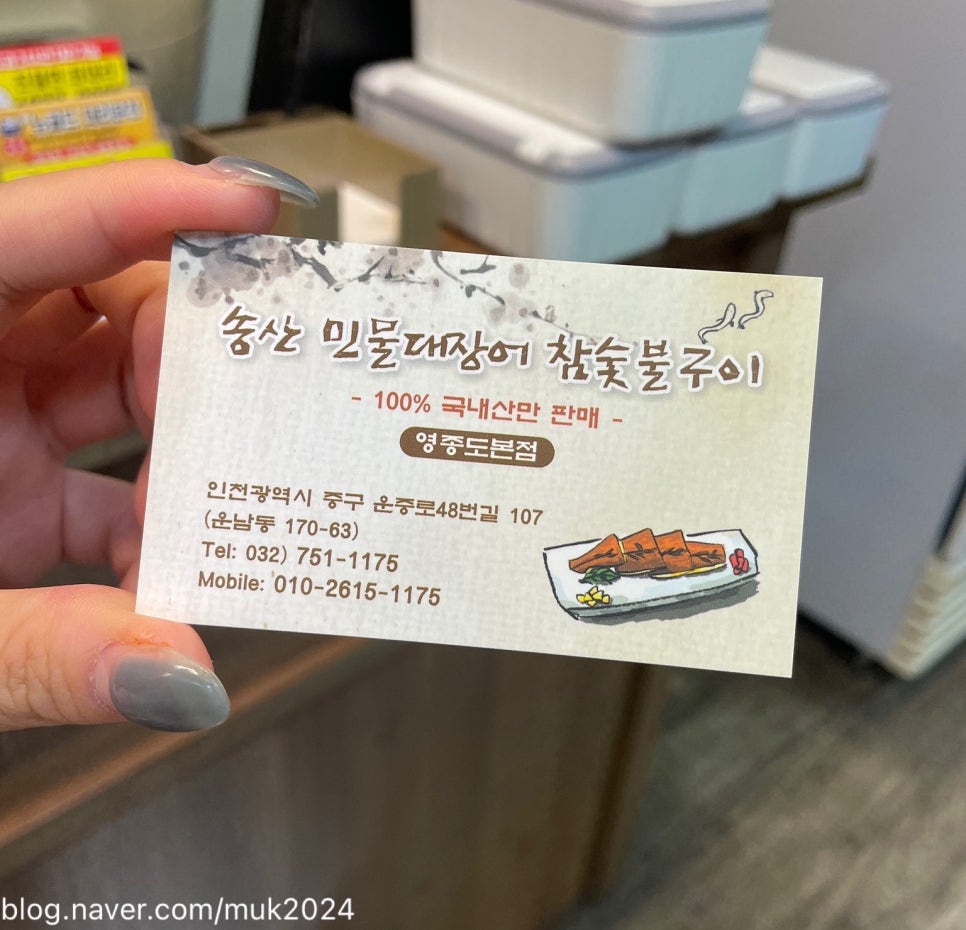 송산 민물대장어 참숯불구이
- 100% 국내산만 판매 -
영종도본점
인천광역시 중구 운중로48번길 107
(운남동 170-63)
Tel: 032) 751-1175
Mobile: 010-2615-1175
blog.naver.com/muk2024